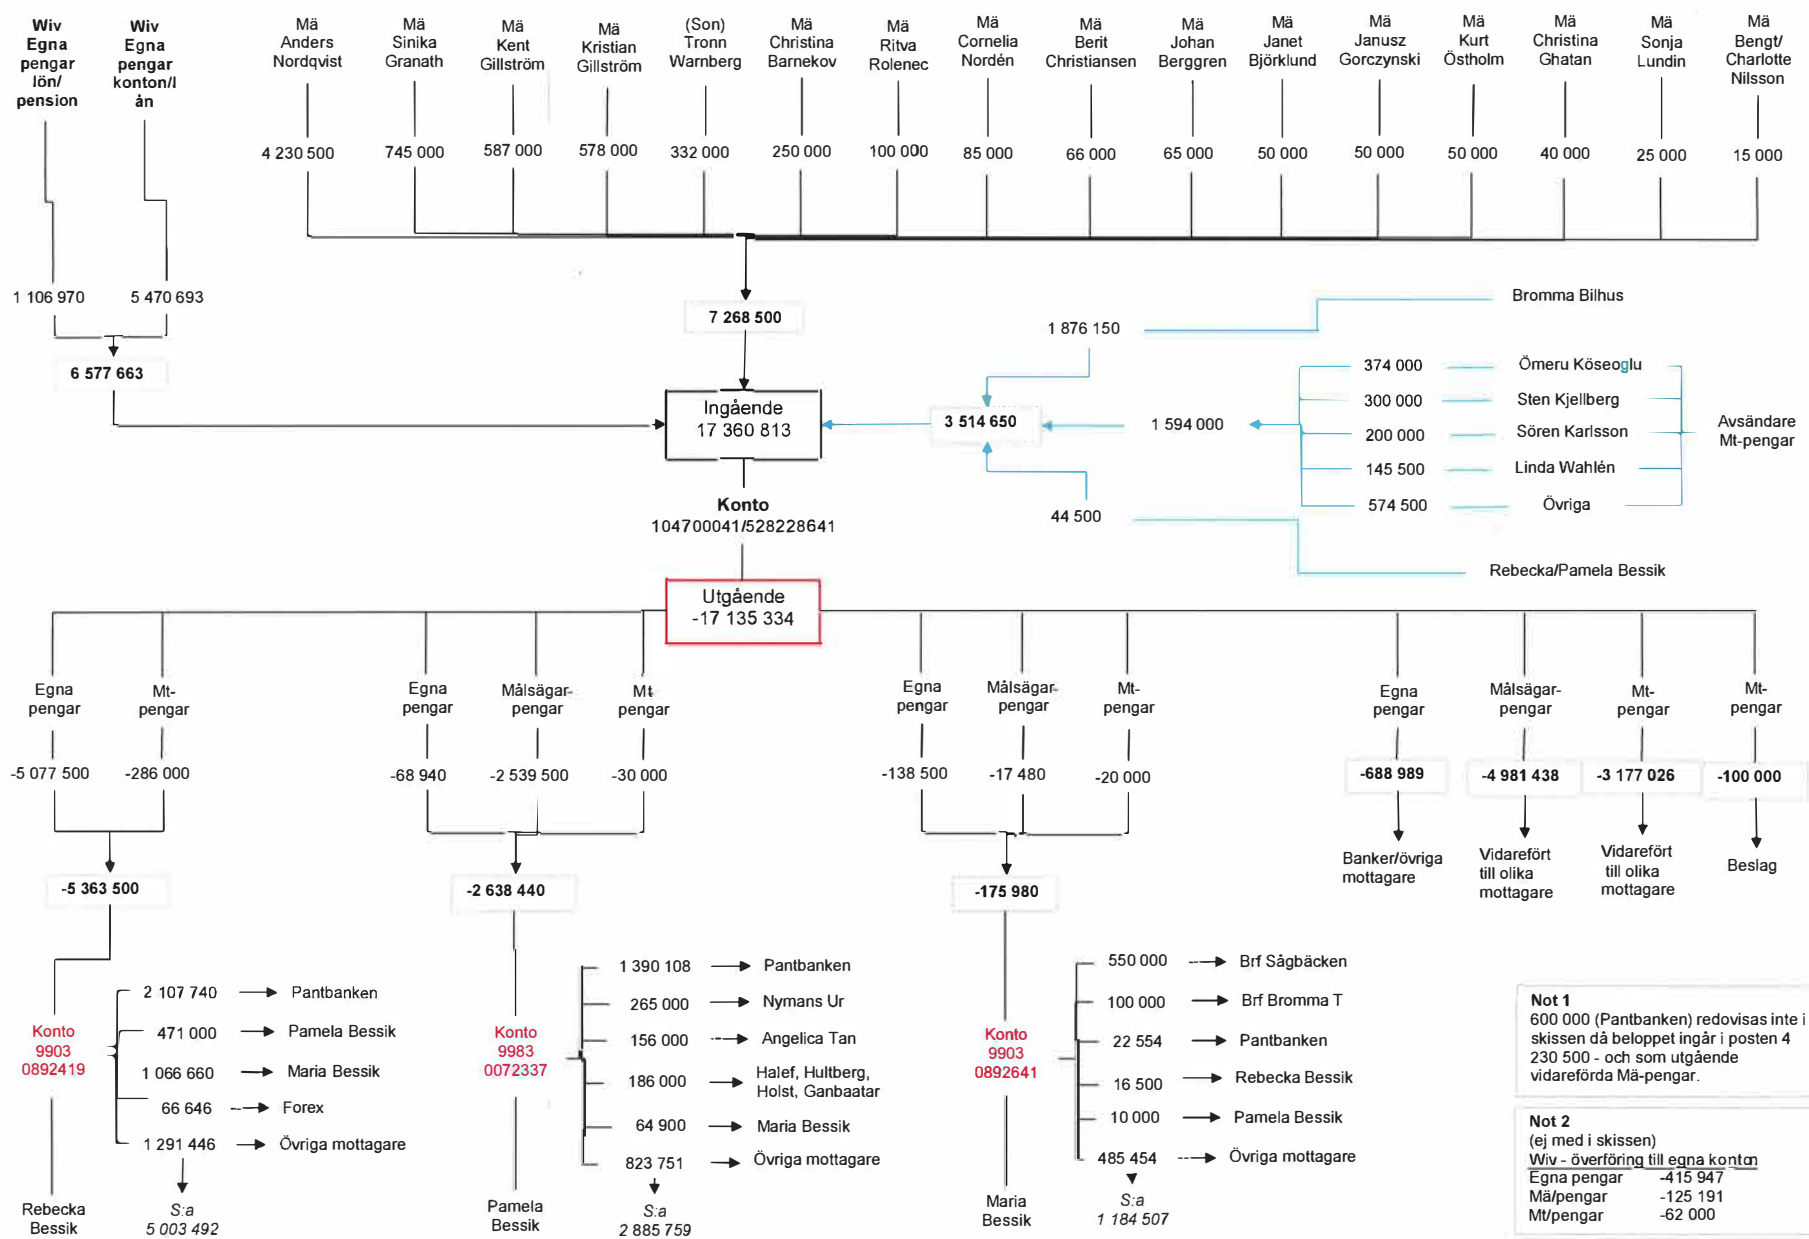 Wiv
Egna
pengar
lön/
pension
Wiv
Egna
pengar
konton/l
ån
Mä
Anders
Nordqvist
Mä
Sinika
Granath
Mä
Kent
Gillström
Mä
Kristian
Gillström
(Son)
Tronn
Warnberg
Mä
Christina
Barnekov
Mä
Ritva
Rolenec
Mä
Cornelia
Nordén
Mä
Berit
Christiansen
Mä
Johan
Berggren
Mä
Janet
Björklund
Mä
Janusz
Gorczynski
Mä
Kurt
Östholm
Mä
Christina
Ghatan
Mä
Sonja
Lundin
Mä
Bengt/
Charlotte
Nilsson
4 230 500
745 000
587 000
578 000
332 000
250 000
100 000
85 000
66 000
65 000
50 000
50 000
50 000
40 000
25 000
15 000
1 106 970
5 470 693
6 577 663
7 268 500
Ingående
17 360 813
3 514 650
1 876 150
Bromma Bilhus
1 594 000
374 000
Ömeru Köseoglu
300 000
Sten Kjellberg
200 000
Sören Karlsson
145 500
Linda Wahlén
574 500
Övriga
Avsändare
Mt-pengar
44 500
Rebecka/Pamela Bessik
Konto
104700041/528228641
Utgående
-17 135 334
Egna
pengar
Mt-
pengar
Egna
pengar
Målsägar-
pengar
Mt-
pengar
Egna
pengar
Målsägar-
pengar
Mt-
pengar
Egna
pengar
Målsägar-
pengar
Mt-
pengar
Mt-
pengar
-5 077 500
-286 000
-68 940
-2 539 500
-30 000
-138 500
-17 480
-20 000
-688 989
-4 981 438
-3 177 026
-100 000
Banker/övriga
mottagare
Vidarefört
till olika
mottagare
Vidarefört
till olika
mottagare
Beslag
-5 363 500
-2 638 440
-175 980
Konto
9903
0892419
2 107 740
Pantbanken
471 000
Pamela Bessik
1 066 660
Maria Bessik
66 646
Forex
1 291 446
Övriga mottagare
S:a
5 003 492
Rebecka
Bessik
Konto
9983
0072337
1 390 108
Pantbanken
265 000
Nymans Ur
156 000
Angelica Tan
186 000
Halef, Hultberg,
Holst, Ganbaatar
64 900
Maria Bessik
823 751
Övriga mottagare
S:a
2 885 759
Pamela
Bessik
Konto
9903
0892641
550 000
Brf Sågbäcken
100 000
Brf Bromma T
22 554
Pantbanken
16 500
Rebecka Bessik
10 000
Pamela Bessik
485 454
Övriga mottagare
S:a
1 184 507
Maria
Bessik
Not 1
600 000 (Pantbanken) redovisas inte i
skissen då beloppet ingår i posten 4
230 500 - och som utgående
vidareförda Mä-pengar.
Not 2
(ej med i skissen)
Wiv - överföring till egna konton
Egna pengar -415 947
Mä/pengar -125 191
Mt/pengar -62 000